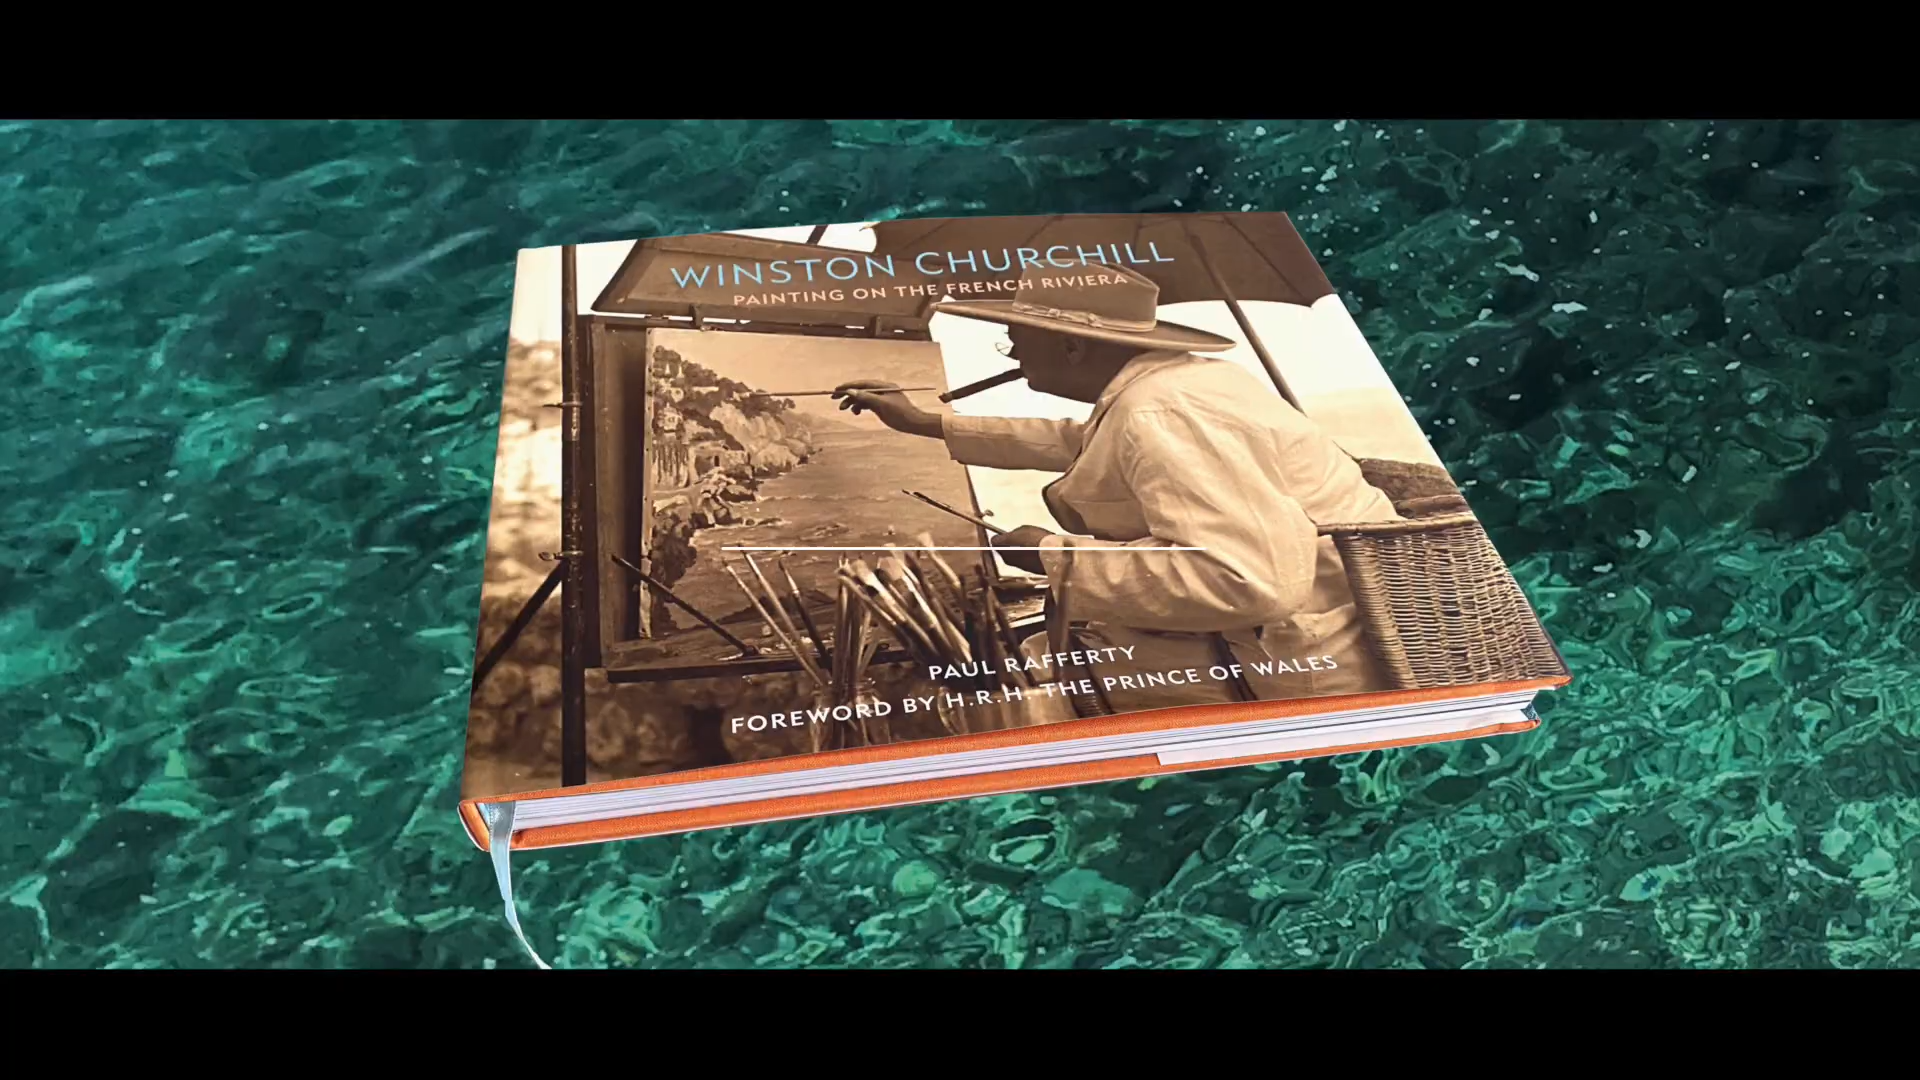 WINSTON CHURCHILL
PAINTING ON THE FRENCH RIVIERA
PAUL RAFFERTY
FOREWORD BY H.R.H. THE PRINCE OF WALES